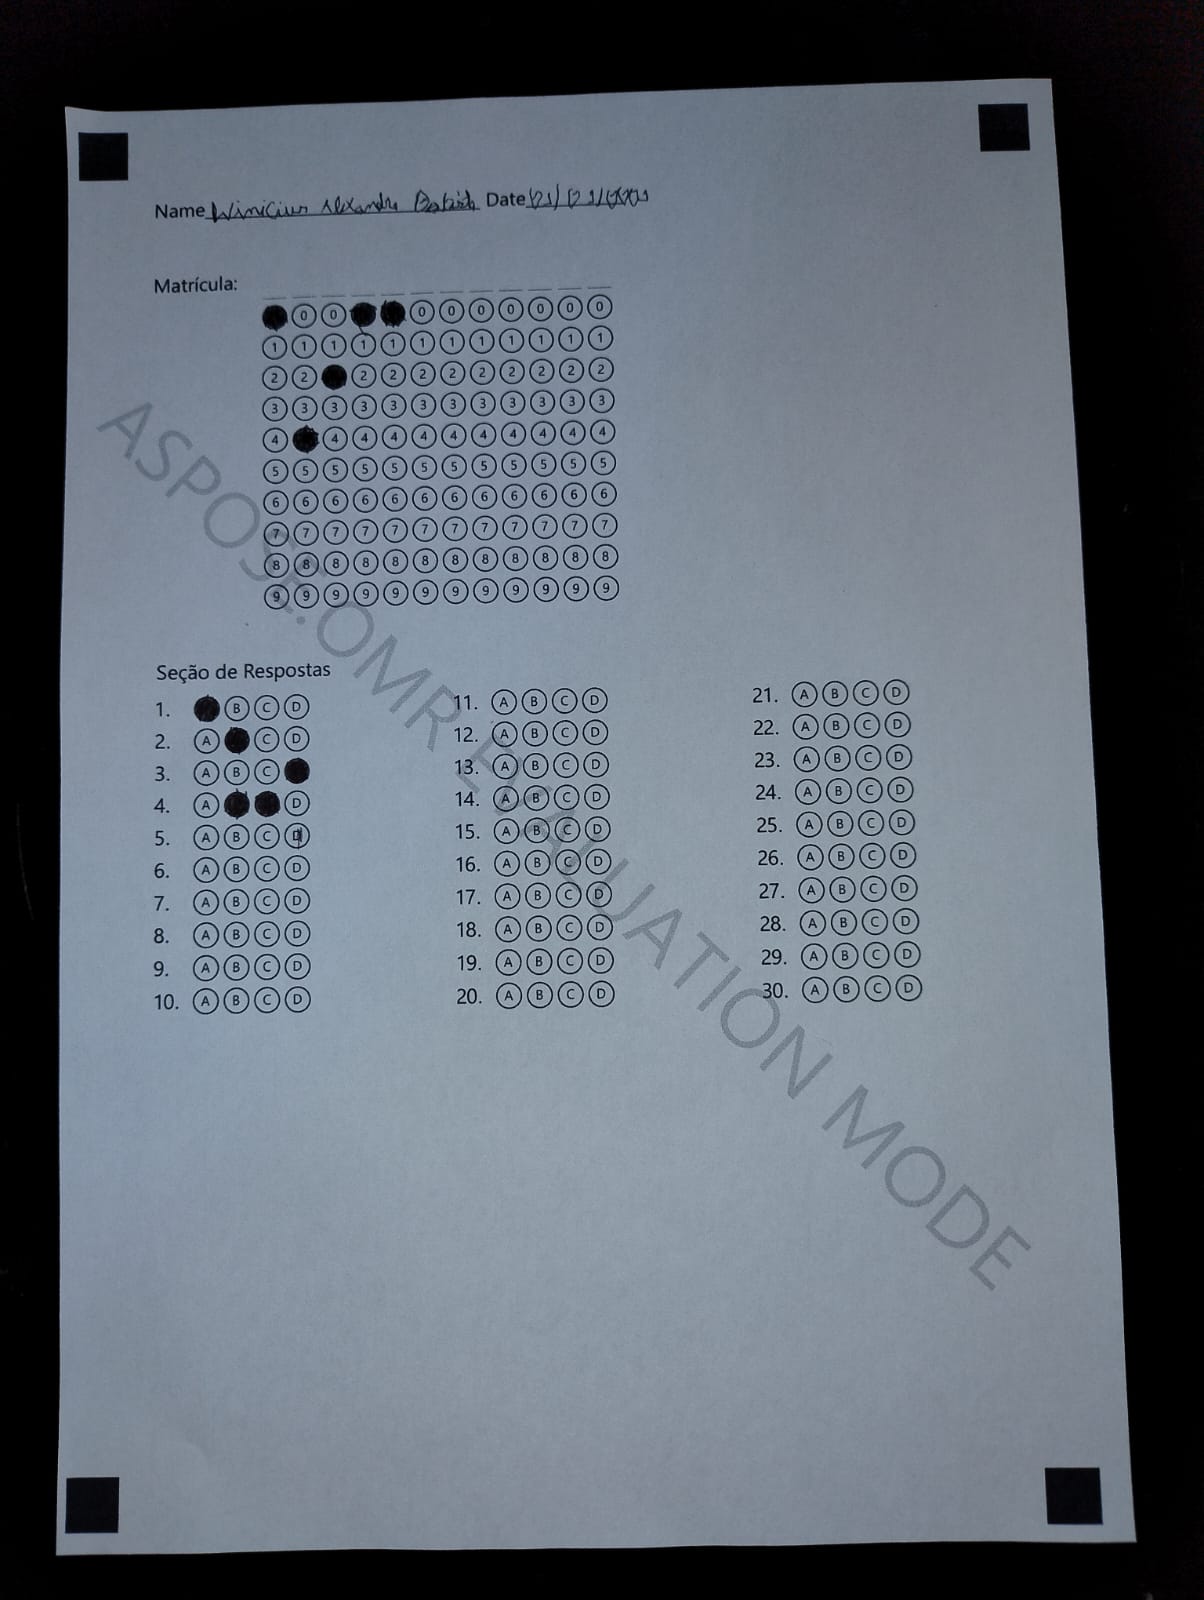 Name Winicius Alexandre Batista Date
Matrícula:
0 0 0 0 0 0 0 0 0
1 1 1 1 1 1 1 1 1 1 1 1
2 2 2 2 2 2 2 2 2 2 2
3 3 3 3 3 3 3 3 3 3 3 3
4 4 4 4 4 4 4 4 4 4 4
5 5 5 5 5 5 5 5 5 5 5 5
6 6 6 6 6 6 6 6 6 6 6 6
7 7 7 7 7 7 7 7 7 7 7 7
8 8 8 8 8 8 8 8 8 8 8 8
9 9 9 9 9 9 9 9 9 9 9 9
ASPOSE.OMR EVALUATION MODE
Seção de Respostas
1. B C D
2. A C D
3. A B C
4. A D
5. A B C D
6. A B C D
7. A B C D
8. A B C D
9. A B C D
10. A B C D
11. A B C D
12. A B C D
13. A B C D
14. A B C D
15. A B C D
16. A B C D
17. A B C D
18. A B C D
19. A B C D
20. A B C D
21. A B C D
22. A B C D
23. A B C D
24. A B C D
25. A B C D
26. A B C D
27. A B C D
28. A B C D
29. A B C D
30. A B C D